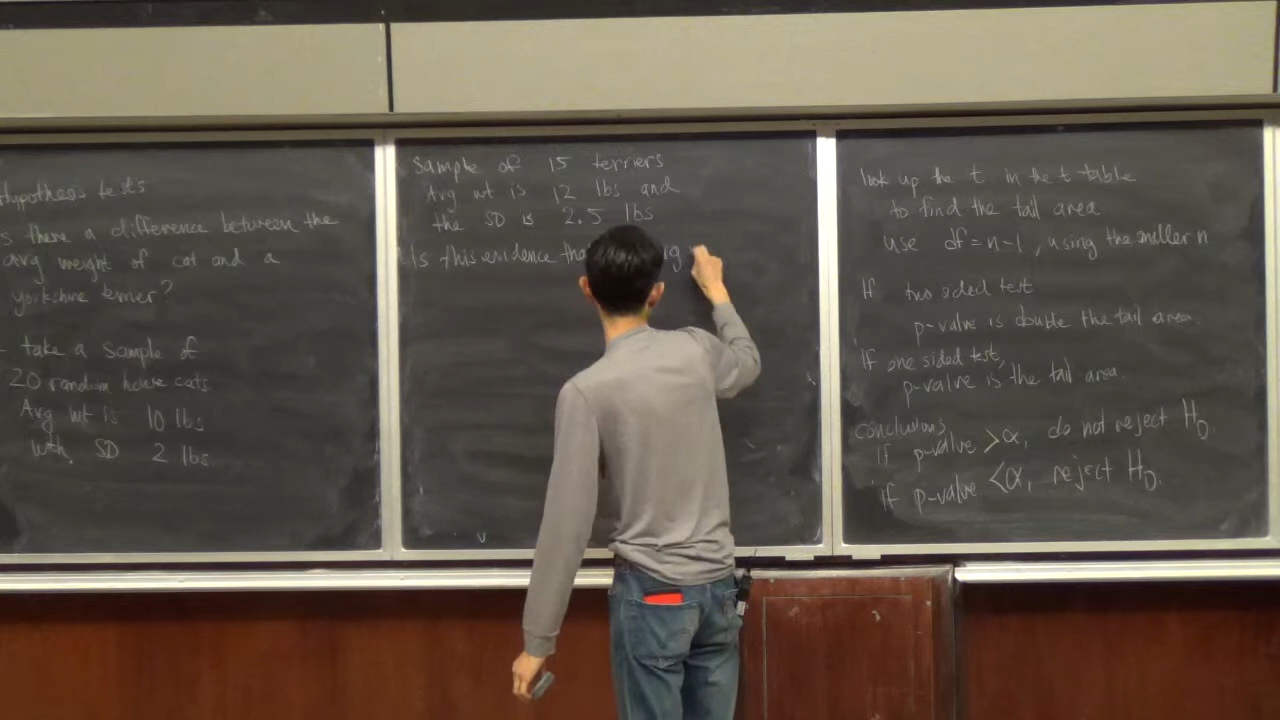 Hypothesis tests
s there a difference between the
avg weight of cat and a
yorkshire terrier?
- take a sample of
20 random house cats
Avg wt is 10 lbs
with SD 2 lbs
Sample of 15 terriers
Avg wt is 12 lbs and
the SD is 2.5 lbs
Is this evidence tha
look up the t in the t table
to find the tail area
use df = n-1, using the smaller n
If two sided test
p-value is double the tail area.
If one sided test,
p-value is the tail area.
conclusions
if p-value > α, do not reject H₀.
if p-value < α, reject H₀.